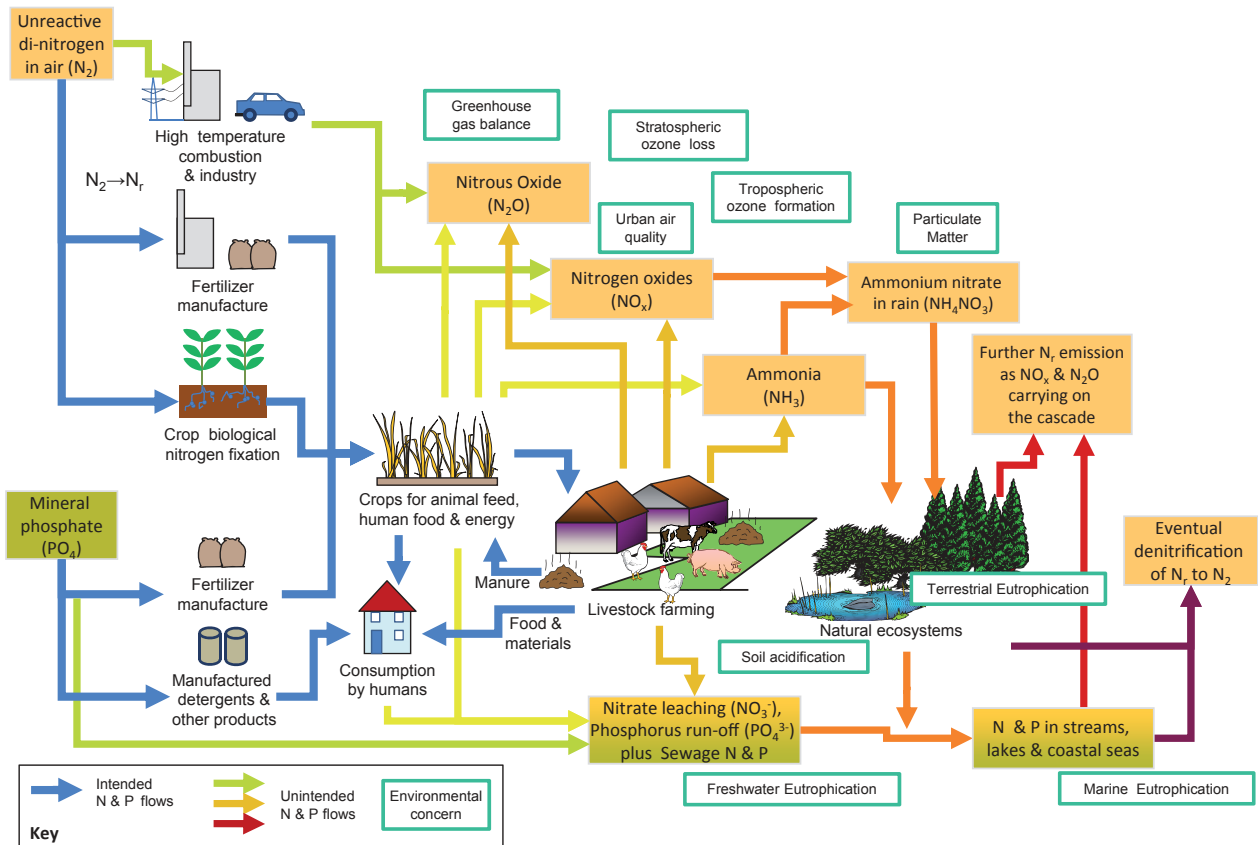 Unreactive
di-nitrogen
in air (N₂)
High temperature
combustion
& industry
N₂→Nᵣ
Fertilizer
manufacture
Crop biological
nitrogen fixation
Mineral
phosphate
(PO₄)
Fertilizer
manufacture
Manufactured
detergents &
other products
Greenhouse
gas balance
Stratospheric
ozone loss
Tropospheric
ozone formation
Urban air
quality
Particulate
Matter
Nitrous Oxide
(N₂O)
Nitrogen oxides
(NOₓ)
Ammonium nitrate
in rain (NH₄NO₃)
Ammonia
(NH₃)
Further Nᵣ emission
as NOₓ & N₂O
carrying on
the cascade
Crops for animal feed,
human food & energy
Manure
Livestock farming
Food &
materials
Consumption
by humans
Natural ecosystems
Terrestrial Eutrophication
Eventual
denitrification
of Nᵣ to N₂
Soil acidification
Nitrate leaching (NO₃⁻),
Phosphorus run-off (PO₄³⁻)
plus Sewage N & P
N & P in streams,
lakes & coastal seas
Freshwater Eutrophication
Marine Eutrophication
Intended
N & P flows
Unintended
N & P flows
Environmental
concern
Key